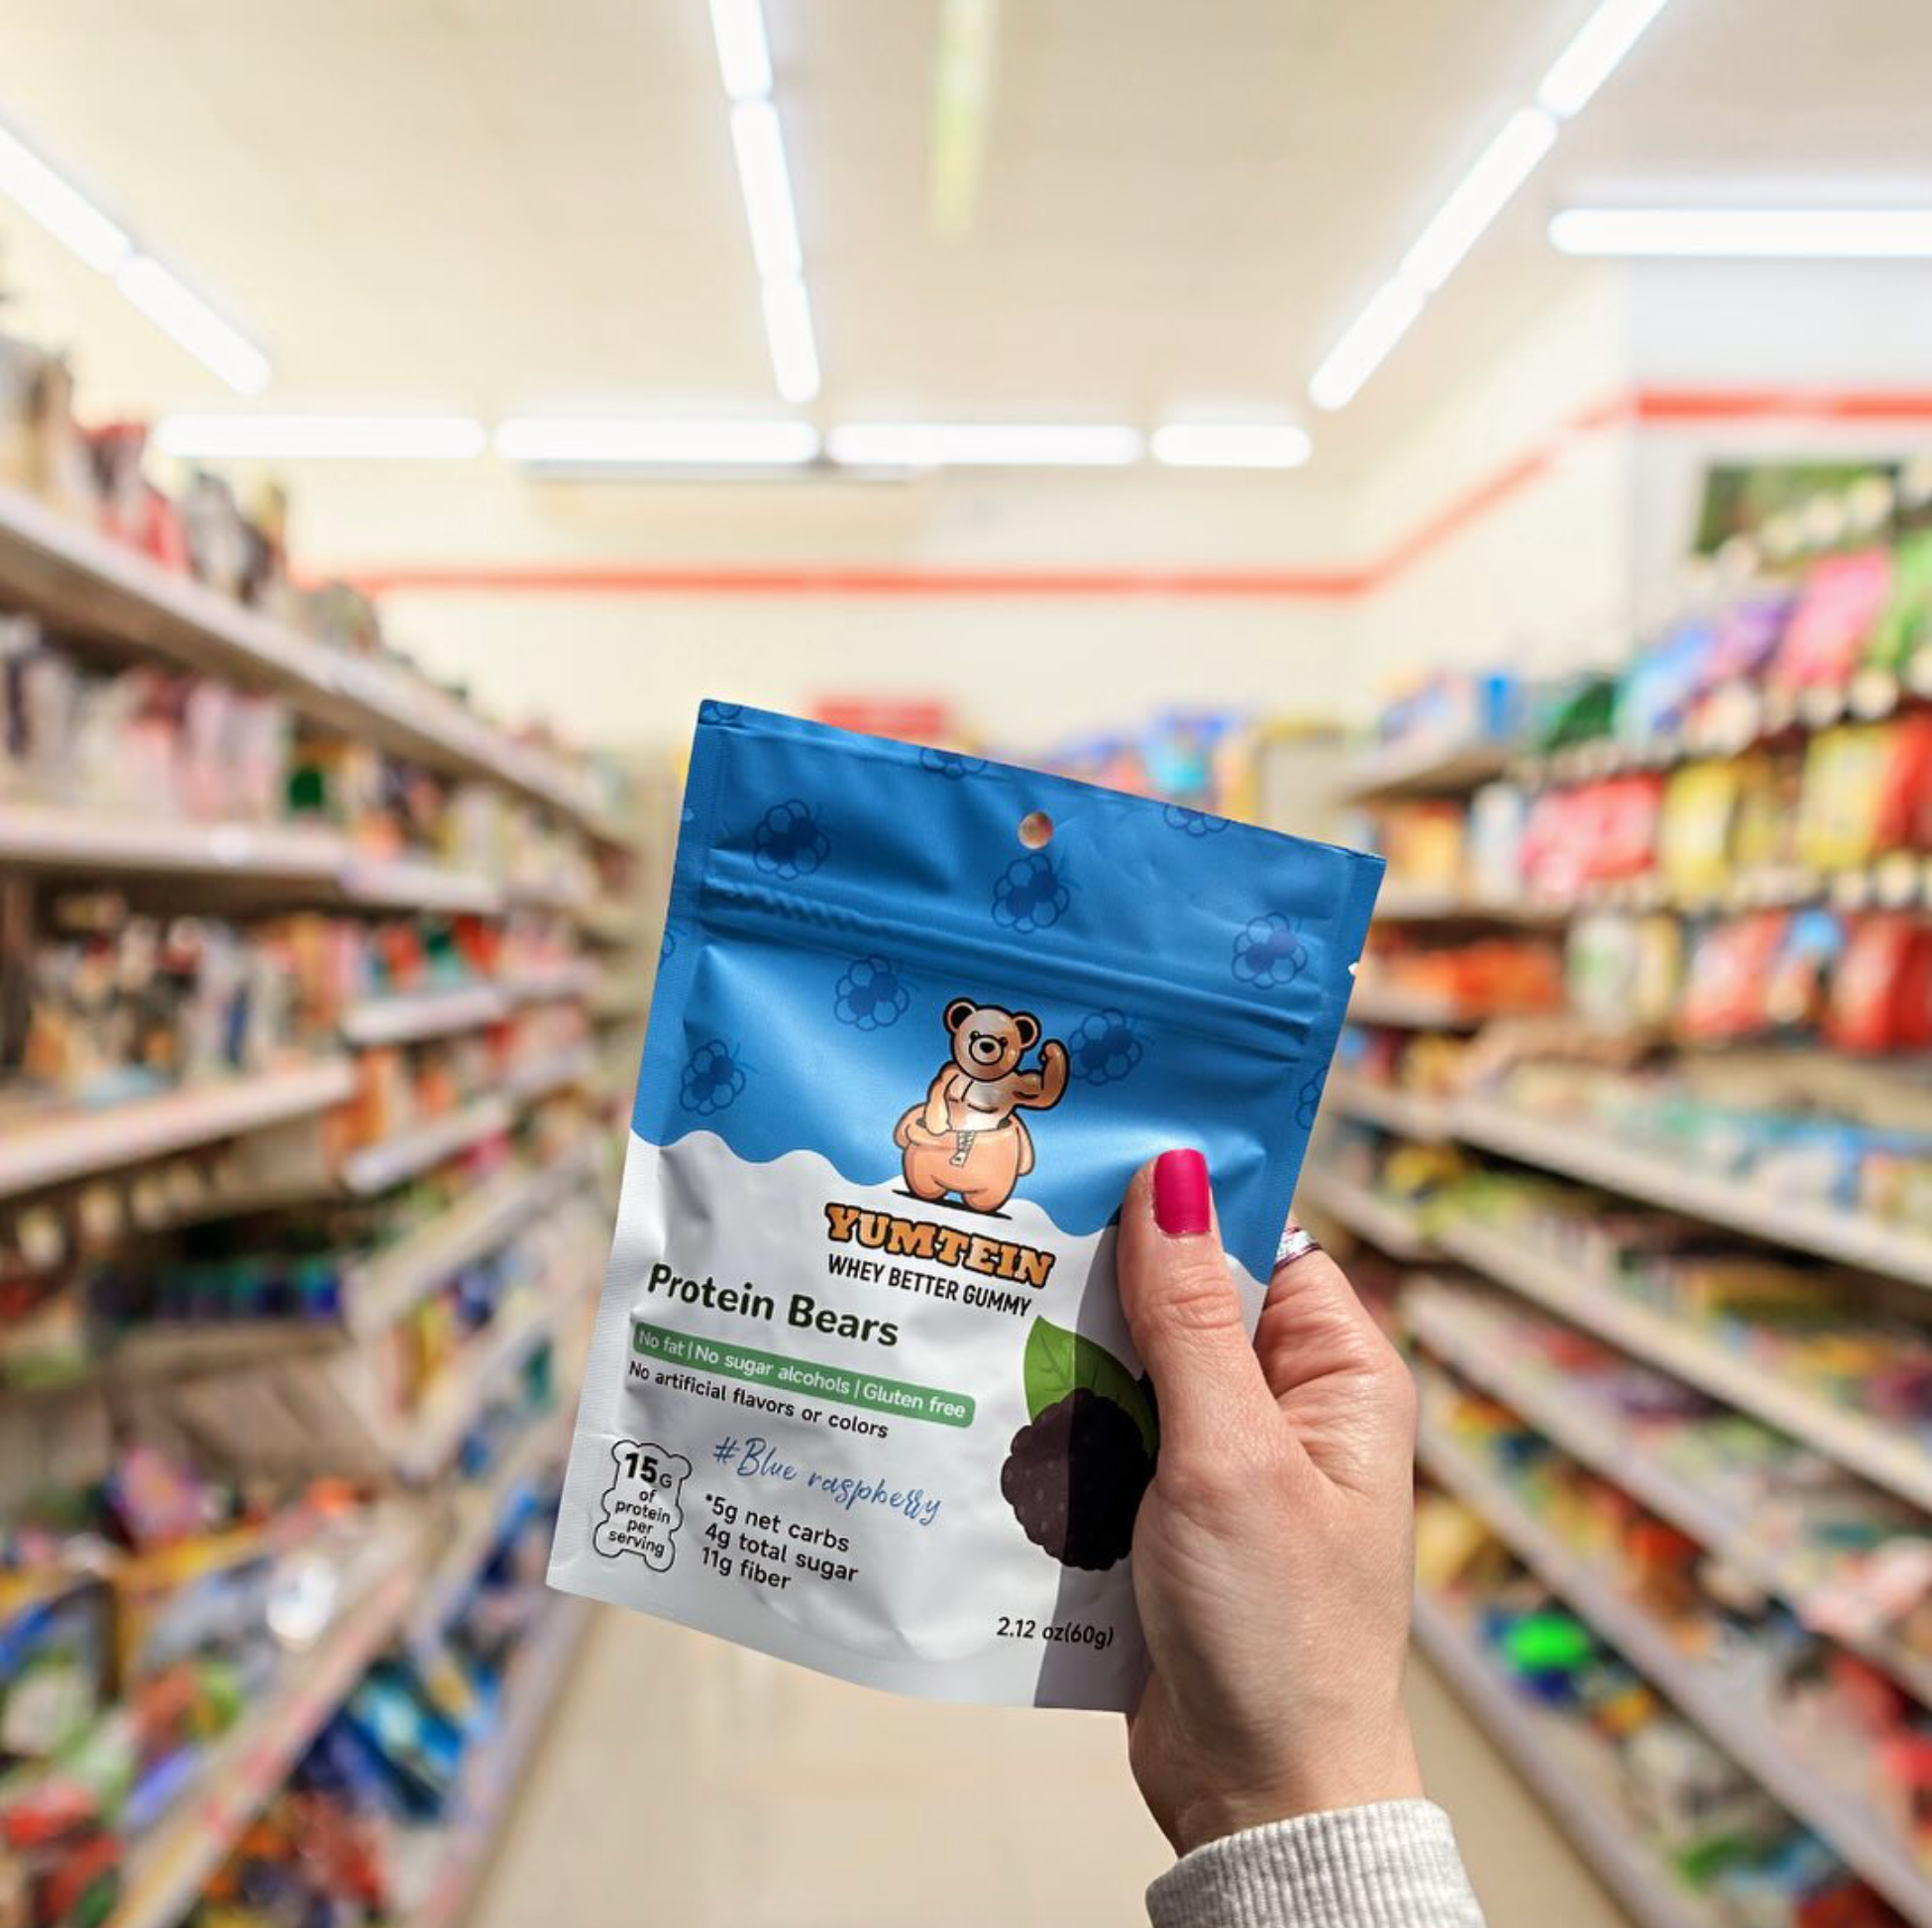 YUMTEIN
WHEY BETTER GUMMY
Protein Bears
No fat | No sugar alcohols | Gluten free
No artificial flavors or colors
#Blue raspberry
15G
of
protein
per
serving
*5g net carbs
4g total sugar
11g fiber
2.12 oz(60g)